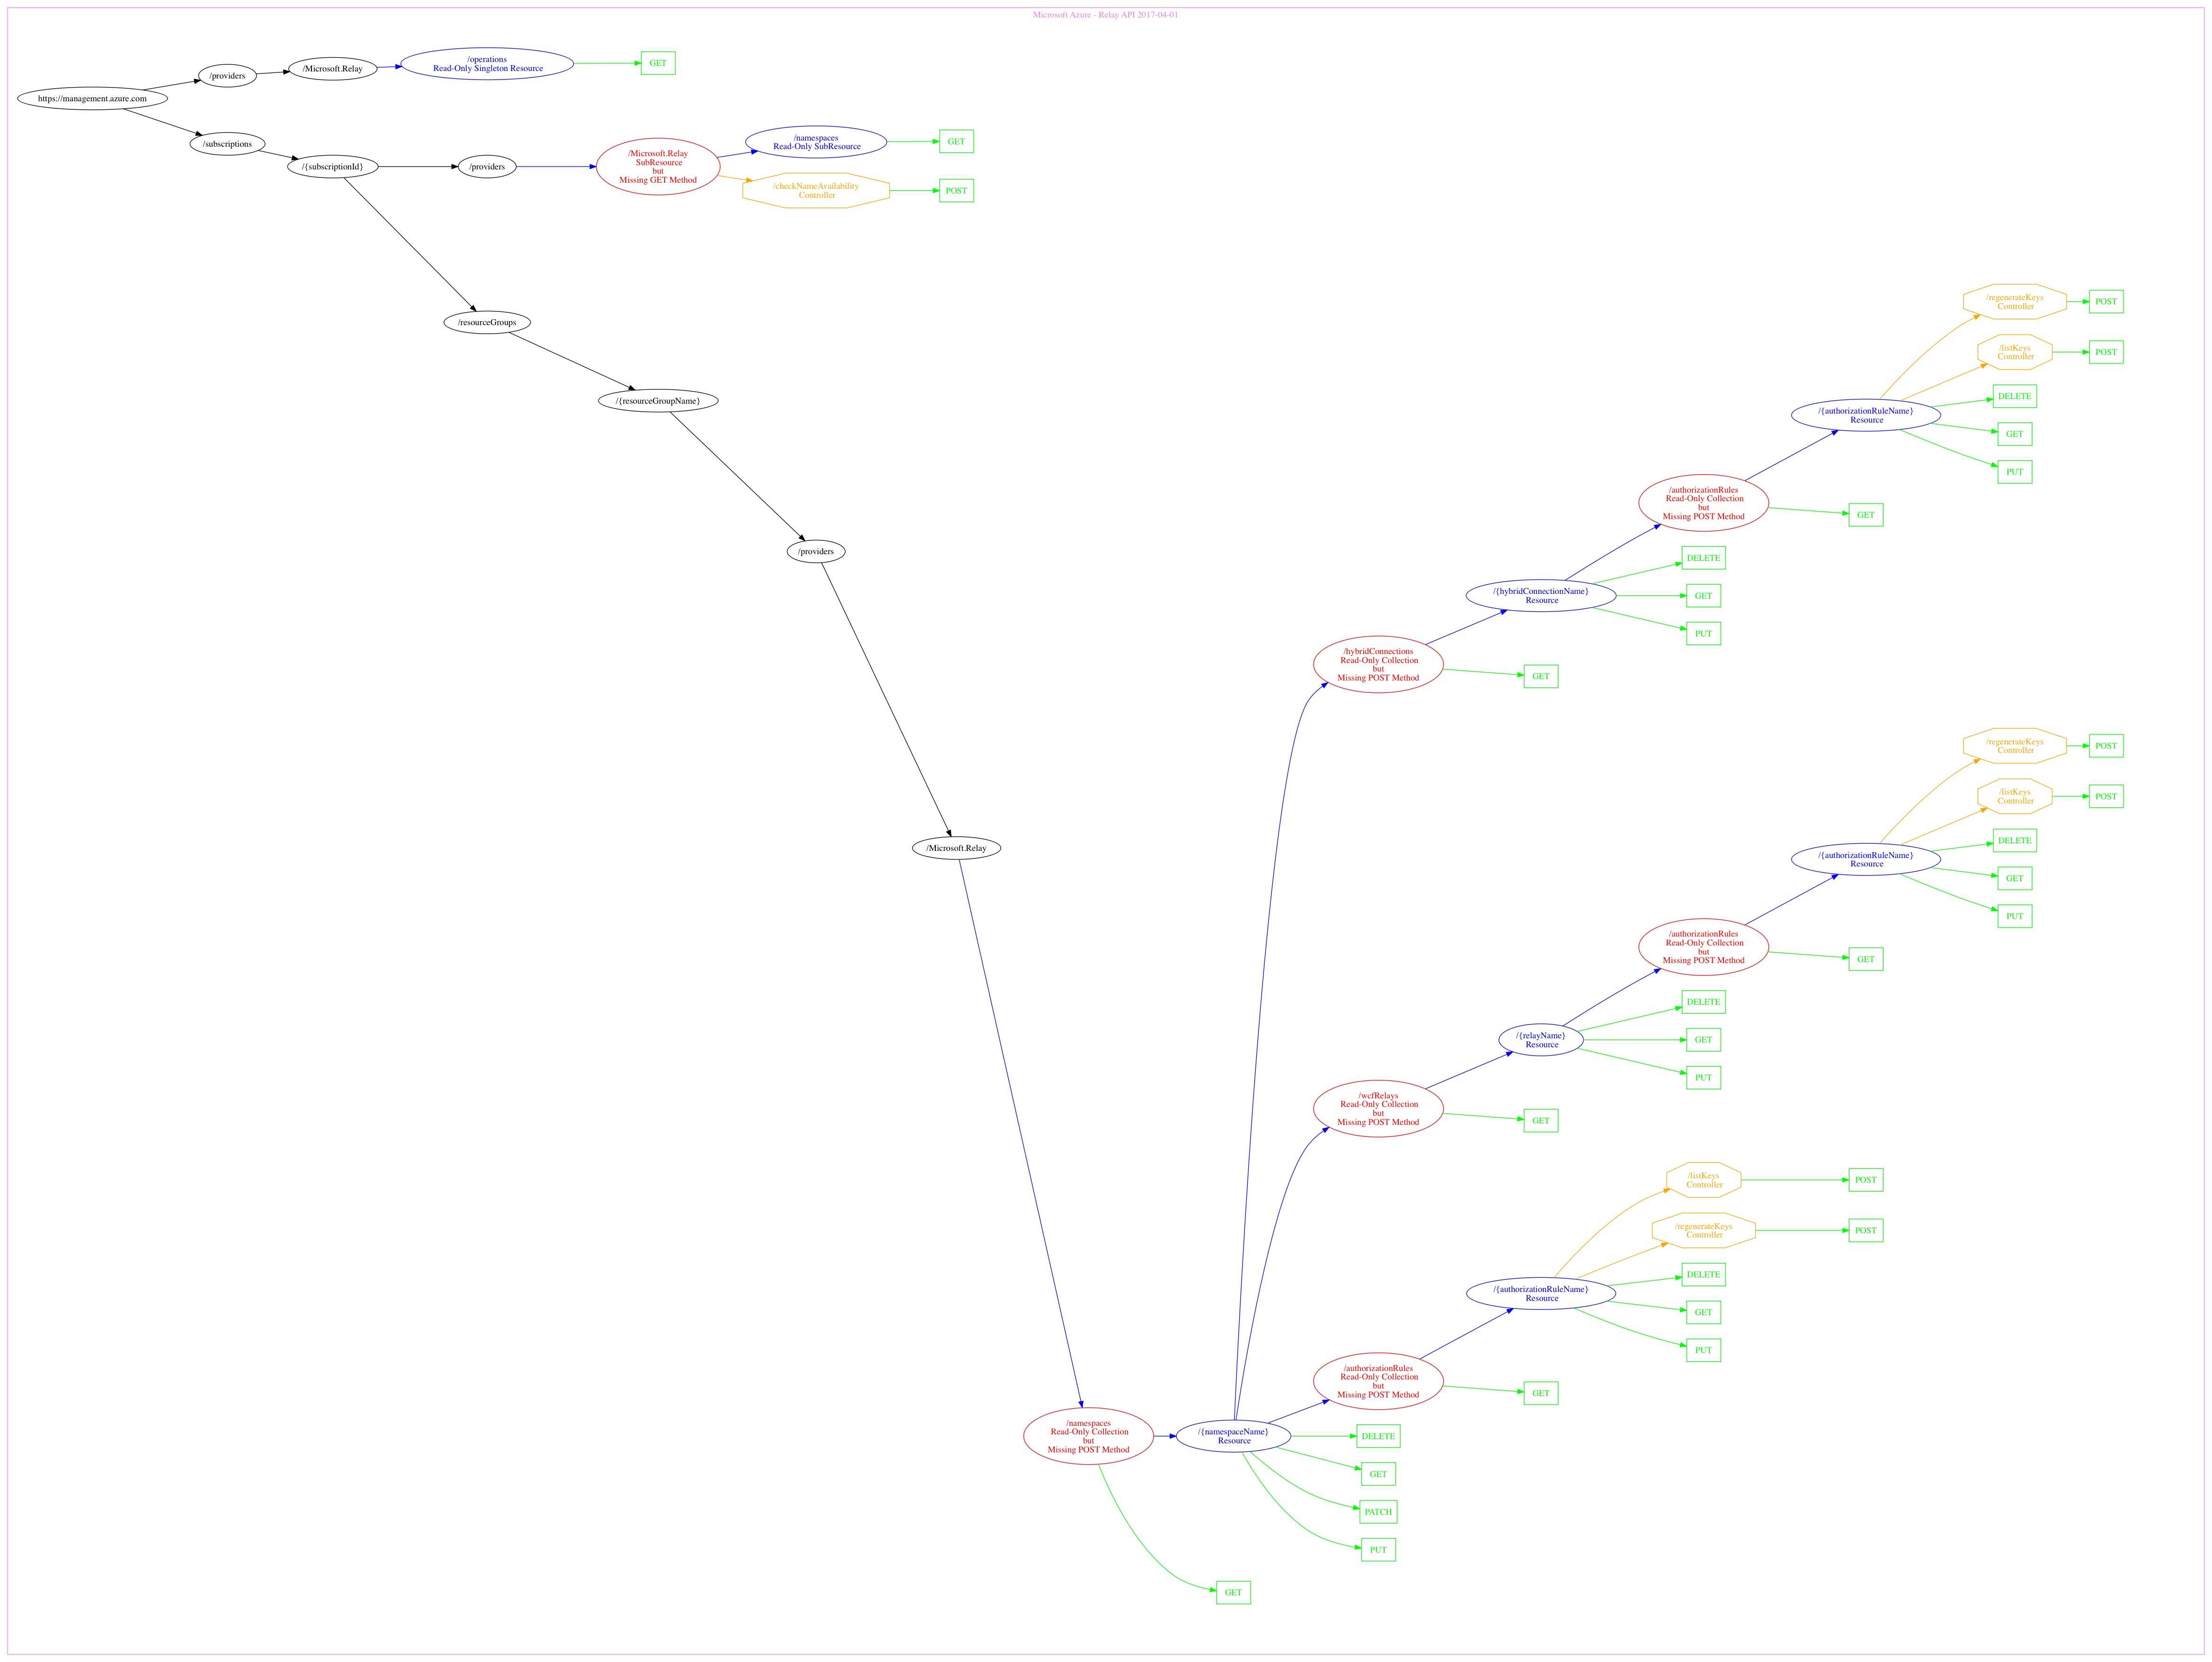 Microsoft Azure - Relay API 2017-04-01
https://management.azure.com
/providers
/Microsoft.Relay
/operations
Read-Only Singleton Resource
GET
/subscriptions
/{subscriptionId}
/providers
/Microsoft.Relay
SubResource
but
Missing GET Method
/namespaces
Read-Only SubResource
GET
/checkNameAvailability
Controller
POST
/resourceGroups
/{resourceGroupName}
/providers
/Microsoft.Relay
/namespaces
Read-Only Collection
but
Missing POST Method
/{namespaceName}
Resource
/hybridConnections
Read-Only Collection
but
Missing POST Method
/{hybridConnectionName}
Resource
/authorizationRules
Read-Only Collection
but
Missing POST Method
/{authorizationRuleName}
Resource
/regenerateKeys
Controller
POST
/listKeys
Controller
POST
DELETE
GET
PUT
GET
DELETE
GET
PUT
GET
/wcfRelays
Read-Only Collection
but
Missing POST Method
/{relayName}
Resource
/authorizationRules
Read-Only Collection
but
Missing POST Method
/{authorizationRuleName}
Resource
/regenerateKeys
Controller
POST
/listKeys
Controller
POST
DELETE
GET
PUT
GET
DELETE
GET
PUT
GET
/authorizationRules
Read-Only Collection
but
Missing POST Method
/{authorizationRuleName}
Resource
/listKeys
Controller
POST
/regenerateKeys
Controller
POST
DELETE
GET
PUT
GET
DELETE
GET
PATCH
PUT
GET